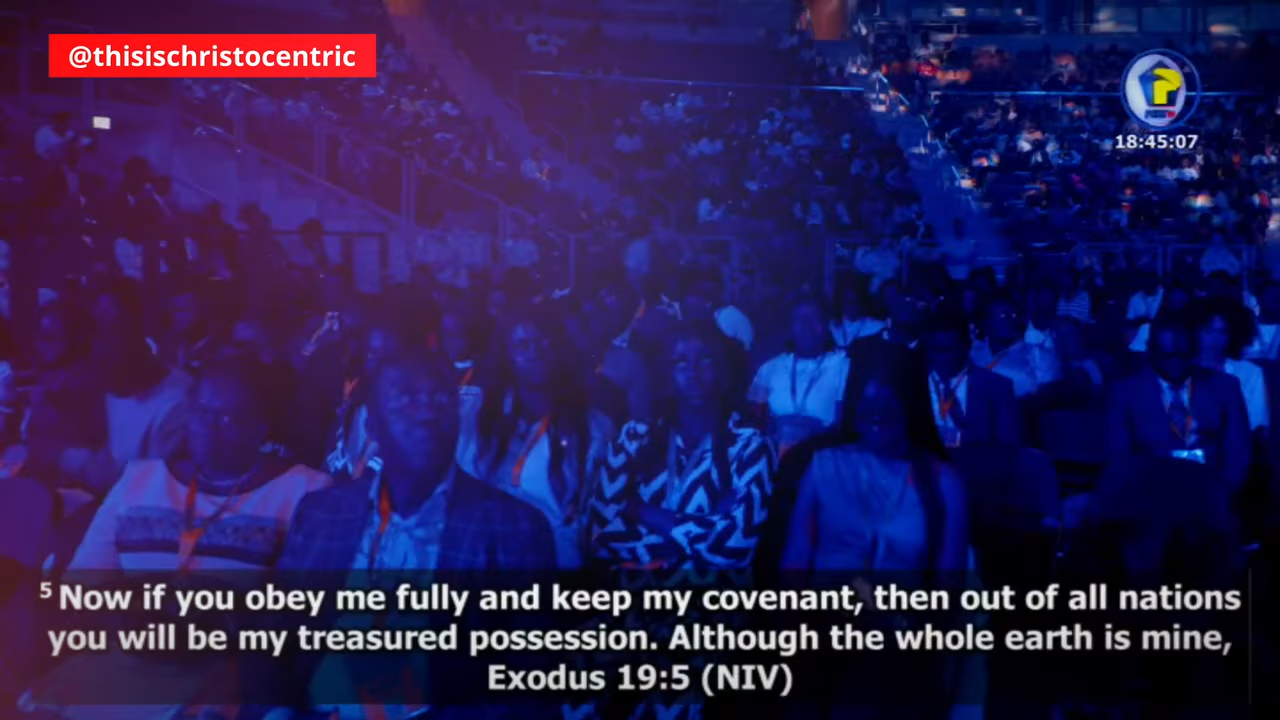 @thisischristocentric
18:45:07
5 Now if you obey me fully and keep my covenant, then out of all nations
you will be my treasured possession. Although the whole earth is mine,
Exodus 19:5 (NIV)